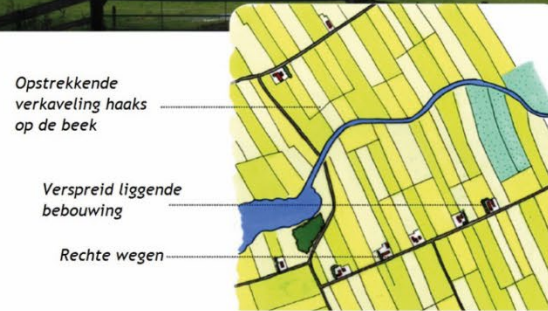 Opstrekkende
verkaveling haaks
op de beek
Verspreid liggende
bebouwing
Rechte wegen